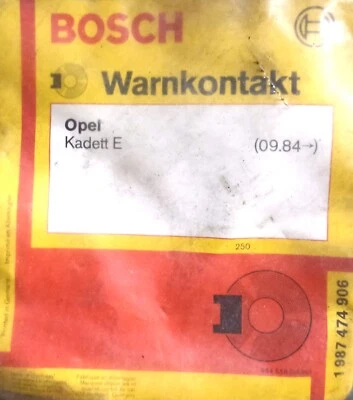 BOSCH
Warnkontakt
Opel
Kadett E (09.84→)
250
1 987 474 906